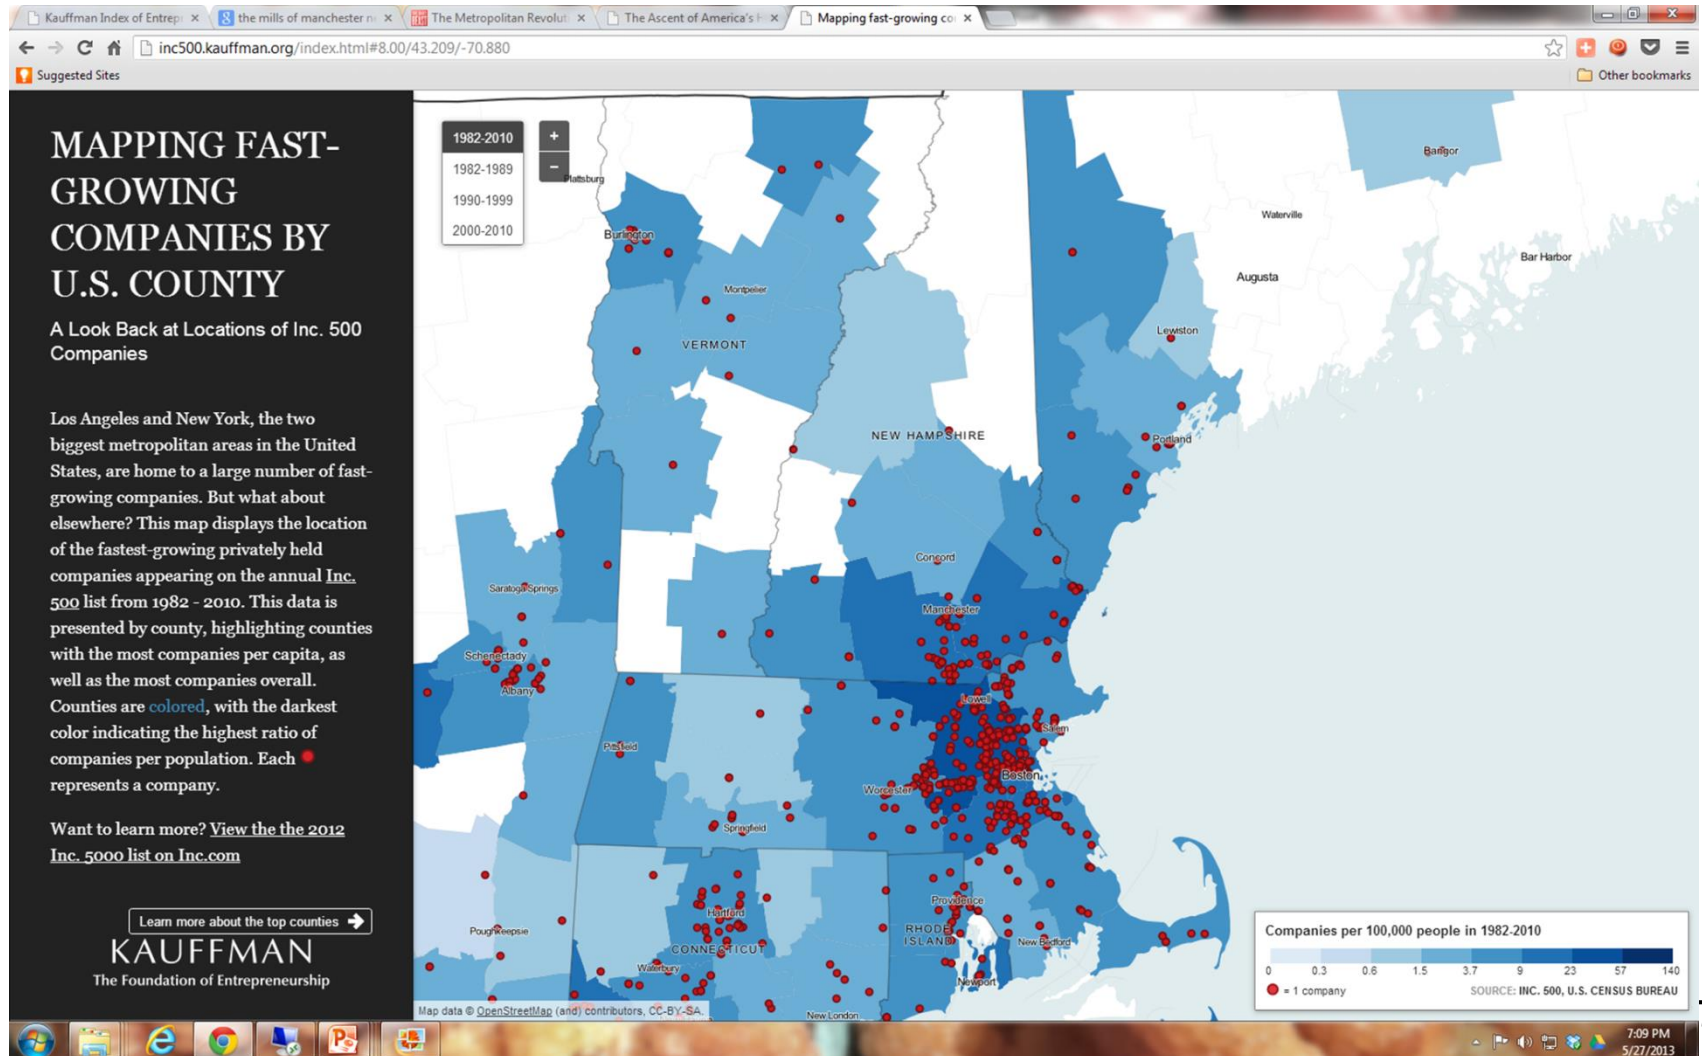 Kauffman Index of Entrepr
the mills of manchester n
The Metropolitan Revoluti
The Ascent of America's H
Mapping fast-growing co
inc500.kauffman.org/index.html#8.00/43.209/-70.880
Suggested Sites
Other bookmarks
MAPPING FAST-
GROWING
COMPANIES BY
U.S. COUNTY
A Look Back at Locations of Inc. 500
Companies
Los Angeles and New York, the two
biggest metropolitan areas in the United
States, are home to a large number of fast-
growing companies. But what about
elsewhere? This map displays the location
of the fastest-growing privately held
companies appearing on the annual Inc.
500 list from 1982 - 2010. This data is
presented by county, highlighting counties
with the most companies per capita, as
well as the most companies overall.
Counties are colored, with the darkest
color indicating the highest ratio of
companies per population. Each
represents a company.
Want to learn more? View the the 2012
Inc. 5000 list on Inc.com
Learn more about the top counties
KAUFFMAN
The Foundation of Entrepreneurship
1982-2010
1982-1989
1990-1999
2000-2010
+
−
Plattsburg
Bangor
Waterville
Burlington
Bar Harbor
Augusta
Montpelier
Lewiston
VERMONT
NEW HAMPSHIRE
Portland
Concord
Saratoga Springs
Manchester
Schenectady
Albany
Lowell
Salem
Pittsfield
Boston
Worcester
Springfield
Providence
Hartford
RHODE
ISLAND
Poughkeepsie
New Bedford
CONNECTICUT
Waterbury
Newport
New London
Map data © OpenStreetMap (and) contributors, CC-BY-SA.
Companies per 100,000 people in 1982-2010
0 0.3 0.6 1.5 3.7 9 23 57 140
= 1 company
SOURCE: INC. 500, U.S. CENSUS BUREAU
7:09 PM
5/27/2013